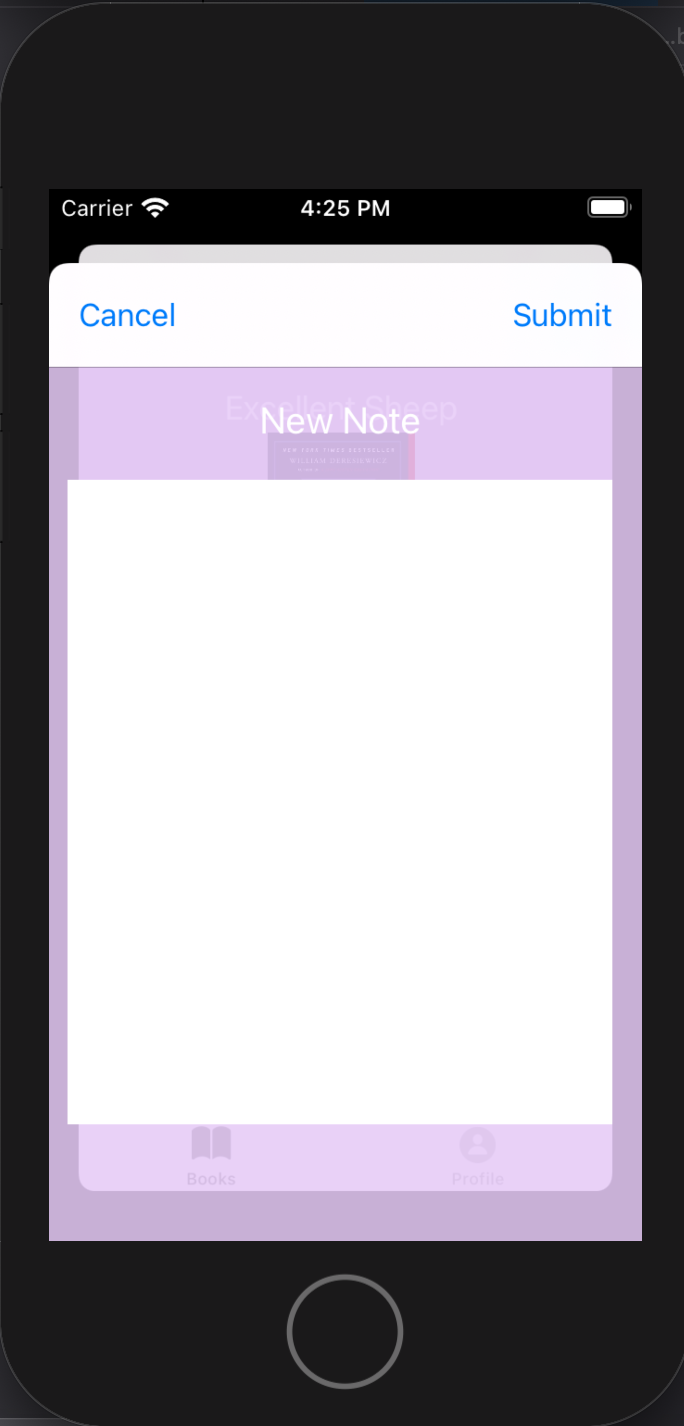 Carrier 4:25 PM
Cancel Submit
Excellent Sheep
New Note
NEW YORK TIMES BESTSELLER
WILLIAM DERESIEWICZ
Books Profile